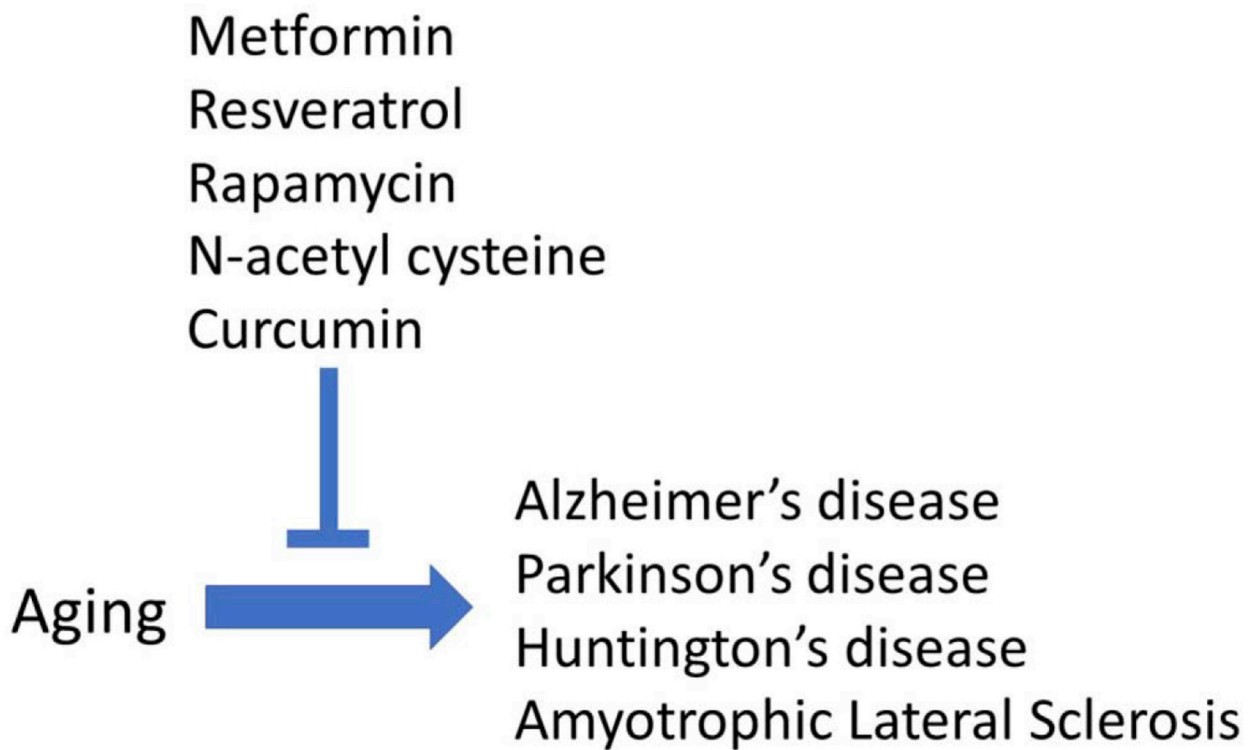 Metformin
Resveratrol
Rapamycin
N-acetyl cysteine
Curcumin
Aging
Alzheimer’s disease
Parkinson’s disease
Huntington’s disease
Amyotrophic Lateral Sclerosis